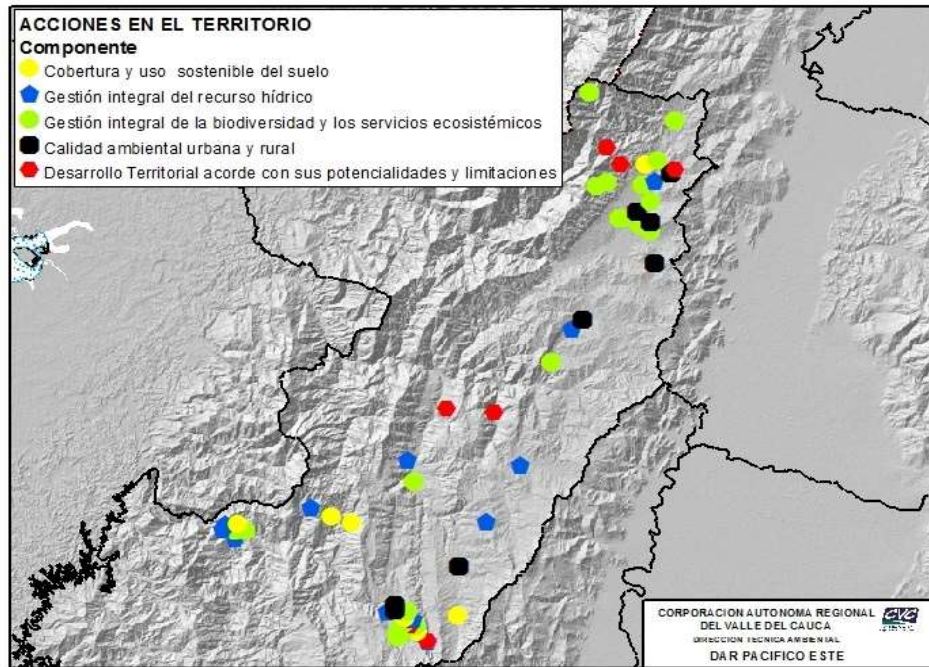 ACCIONES EN EL TERRITORIO
Componente
Cobertura y uso sostenible del suelo
Gestión integral del recurso hídrico
Gestión integral de la biodiversidad y los servicios ecosistémicos
Calidad ambiental urbana y rural
Desarrollo Territorial acorde con sus potencialidades y limitaciones
CORPORACION AUTONOMA REGIONAL
DEL VALLE DEL CAUCA
DIRECCION TECNICA AMBIENTAL
DAR PACIFICO ESTE
CVC